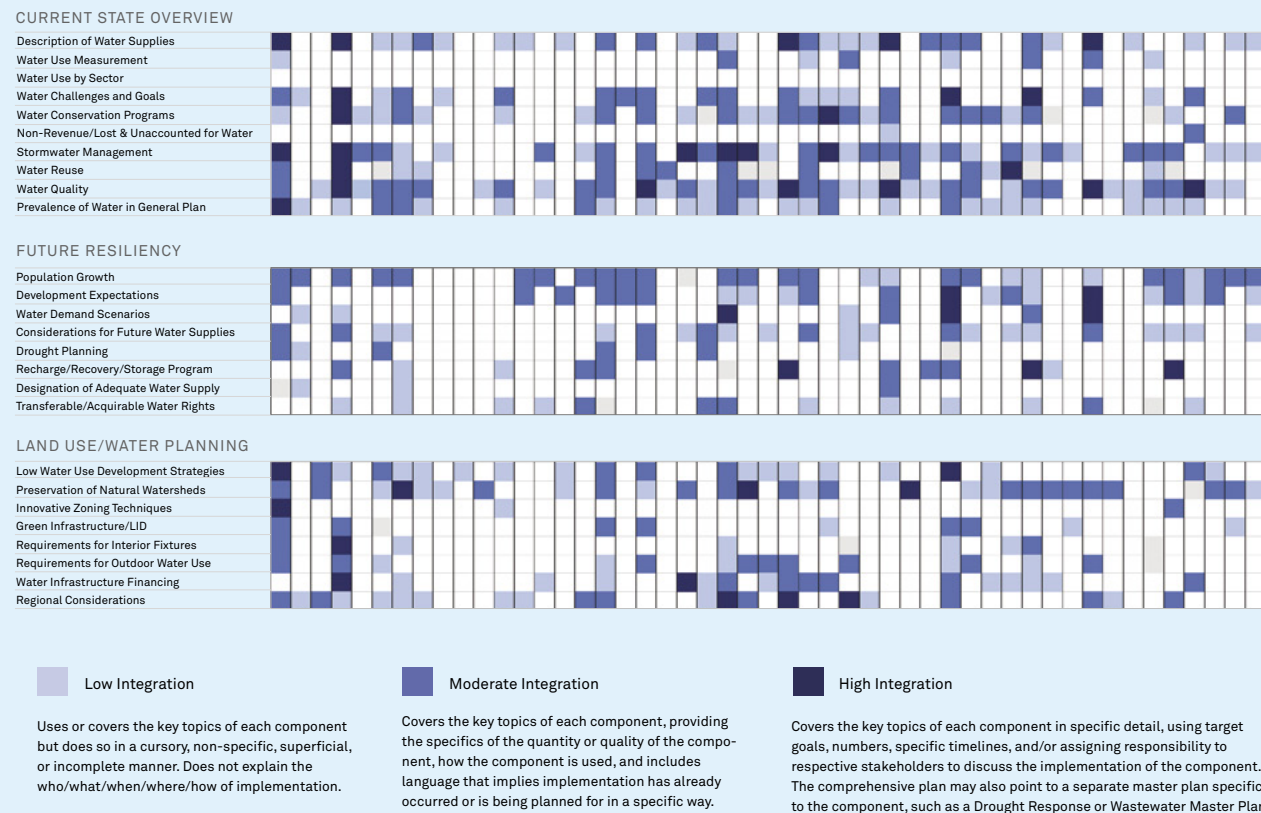 CURRENT STATE OVERVIEW
Description of Water Supplies
Water Use Measurement
Water Use by Sector
Water Challenges and Goals
Water Conservation Programs
Non-Revenue/Lost & Unaccounted for Water
Stormwater Management
Water Reuse
Water Quality
Prevalence of Water in General Plan
FUTURE RESILIENCY
Population Growth
Development Expectations
Water Demand Scenarios
Considerations for Future Water Supplies
Drought Planning
Recharge/Recovery/Storage Program
Designation of Adequate Water Supply
Transferable/Acquirable Water Rights
LAND USE/WATER PLANNING
Low Water Use Development Strategies
Preservation of Natural Watersheds
Innovative Zoning Techniques
Green Infrastructure/LID
Requirements for Interior Fixtures
Requirements for Outdoor Water Use
Water Infrastructure Financing
Regional Considerations
Low Integration
Uses or covers the key topics of each component
but does so in a cursory, non-specific, superficial,
or incomplete manner. Does not explain the
who/what/when/where/how of implementation.
Moderate Integration
Covers the key topics of each component, providing
the specifics of the quantity or quality of the compo-
nent, how the component is used, and includes
language that implies implementation has already
occurred or is being planned for in a specific way.
High Integration
Covers the key topics of each component in specific detail, using target
goals, numbers, specific timelines, and/or assigning responsibility to
respective stakeholders to discuss the implementation of the component.
The comprehensive plan may also point to a separate master plan specific
to the component, such as a Drought Response or Wastewater Master Plan